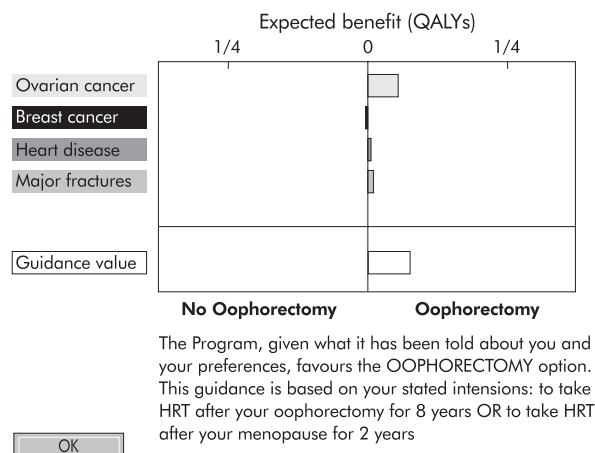 Expected benefit (QALYs)
1/4 0 1/4
Ovarian cancer
Breast cancer
Heart disease
Major fractures
Guidance value
No Oophorectomy Oophorectomy
The Program, given what it has been told about you and
your preferences, favours the OOPHORECTOMY option.
This guidance is based on your stated intensions: to take
HRT after your oophorectomy for 8 years OR to take HRT
after your menopause for 2 years
OK